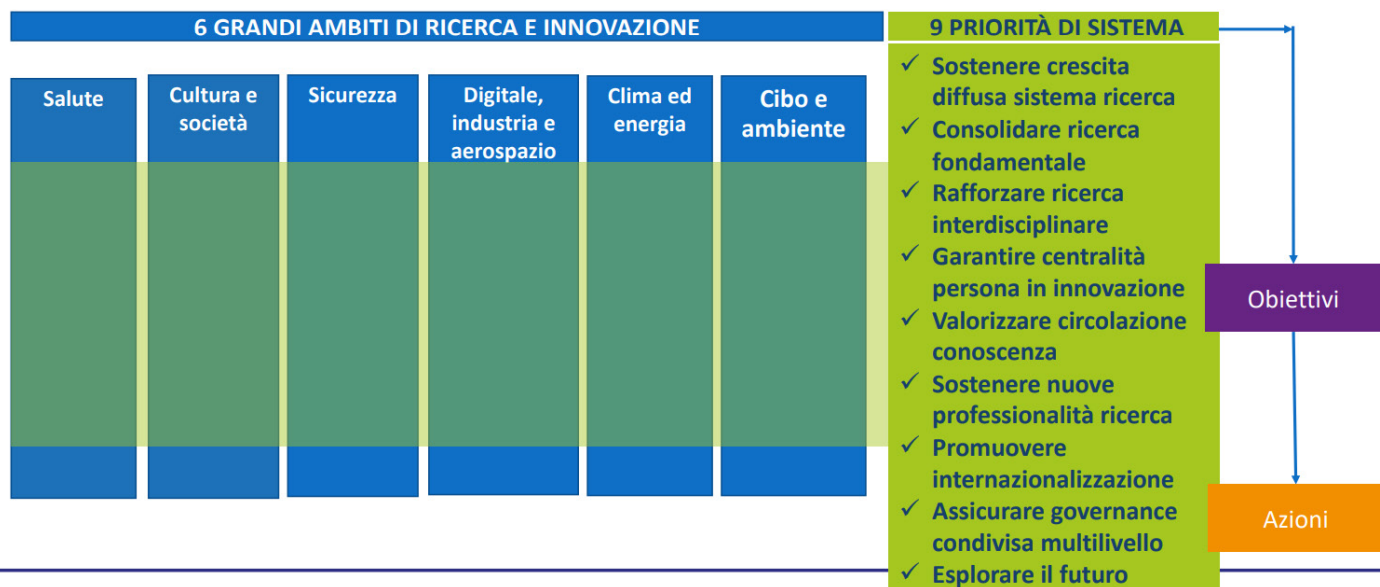 6 GRANDI AMBITI DI RICERCA E INNOVAZIONE
9 PRIORITÀ DI SISTEMA
Salute
Cultura e
società
Sicurezza
Digitale,
industria e
aerospazio
Clima ed
energia
Cibo e
ambiente
✓ Sostenere crescita
diffusa sistema ricerca
✓ Consolidare ricerca
fondamentale
✓ Rafforzare ricerca
interdisciplinare
✓ Garantire centralità
persona in innovazione
✓ Valorizzare circolazione
conoscenza
✓ Sostenere nuove
professionalità ricerca
✓ Promuovere
internazionalizzazione
✓ Assicurare governance
condivisa multilivello
✓ Esplorare il futuro
Obiettivi
Azioni